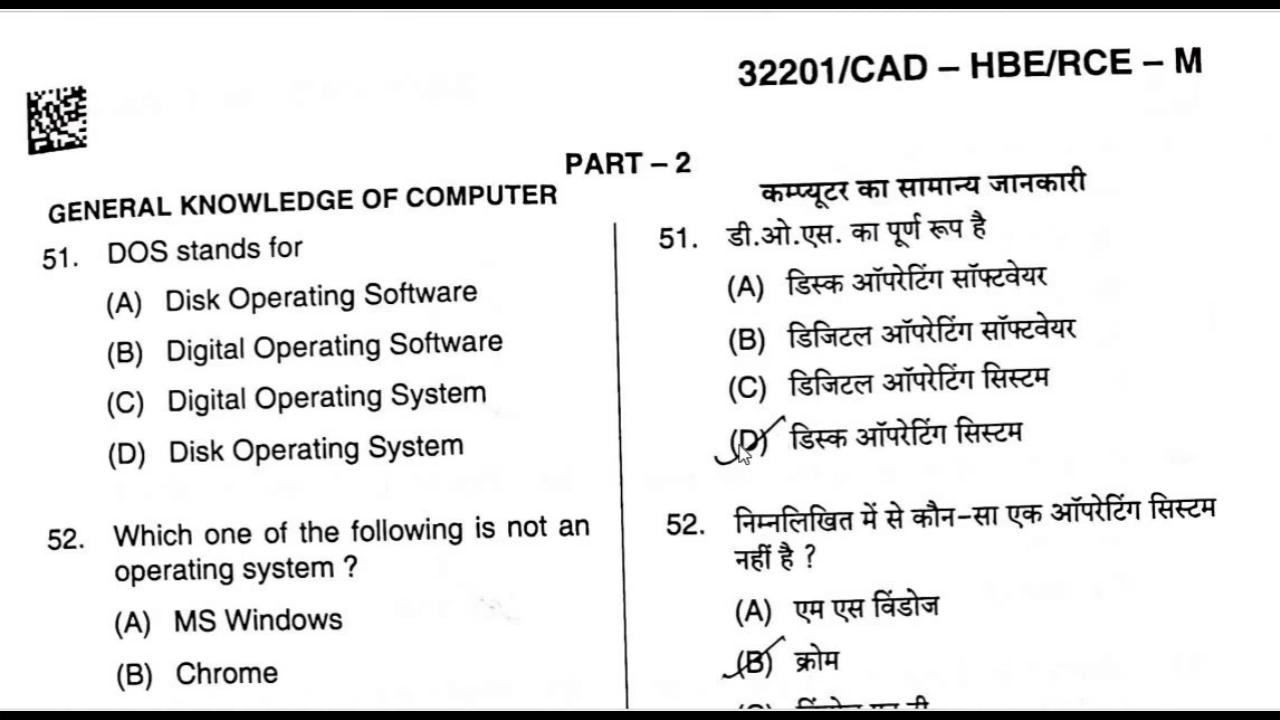 32201/CAD – HBE/RCE – M
PART – 2
GENERAL KNOWLEDGE OF COMPUTER
51. DOS stands for
(A) Disk Operating Software
(B) Digital Operating Software
(C) Digital Operating System
(D) Disk Operating System
52. Which one of the following is not an
operating system ?
(A) MS Windows
(B) Chrome
कम्प्यूटर का सामान्य जानकारी
51. डी.ओ.एस. का पूर्ण रूप है
(A) डिस्क ऑपरेटिंग सॉफ्टवेयर
(B) डिजिटल ऑपरेटिंग सॉफ्टवेयर
(C) डिजिटल ऑपरेटिंग सिस्टम
(D) डिस्क ऑपरेटिंग सिस्टम
52. निम्नलिखित में से कौन-सा एक ऑपरेटिंग सिस्टम
नहीं है ?
(A) एम एस विंडोज
(B) क्रोम